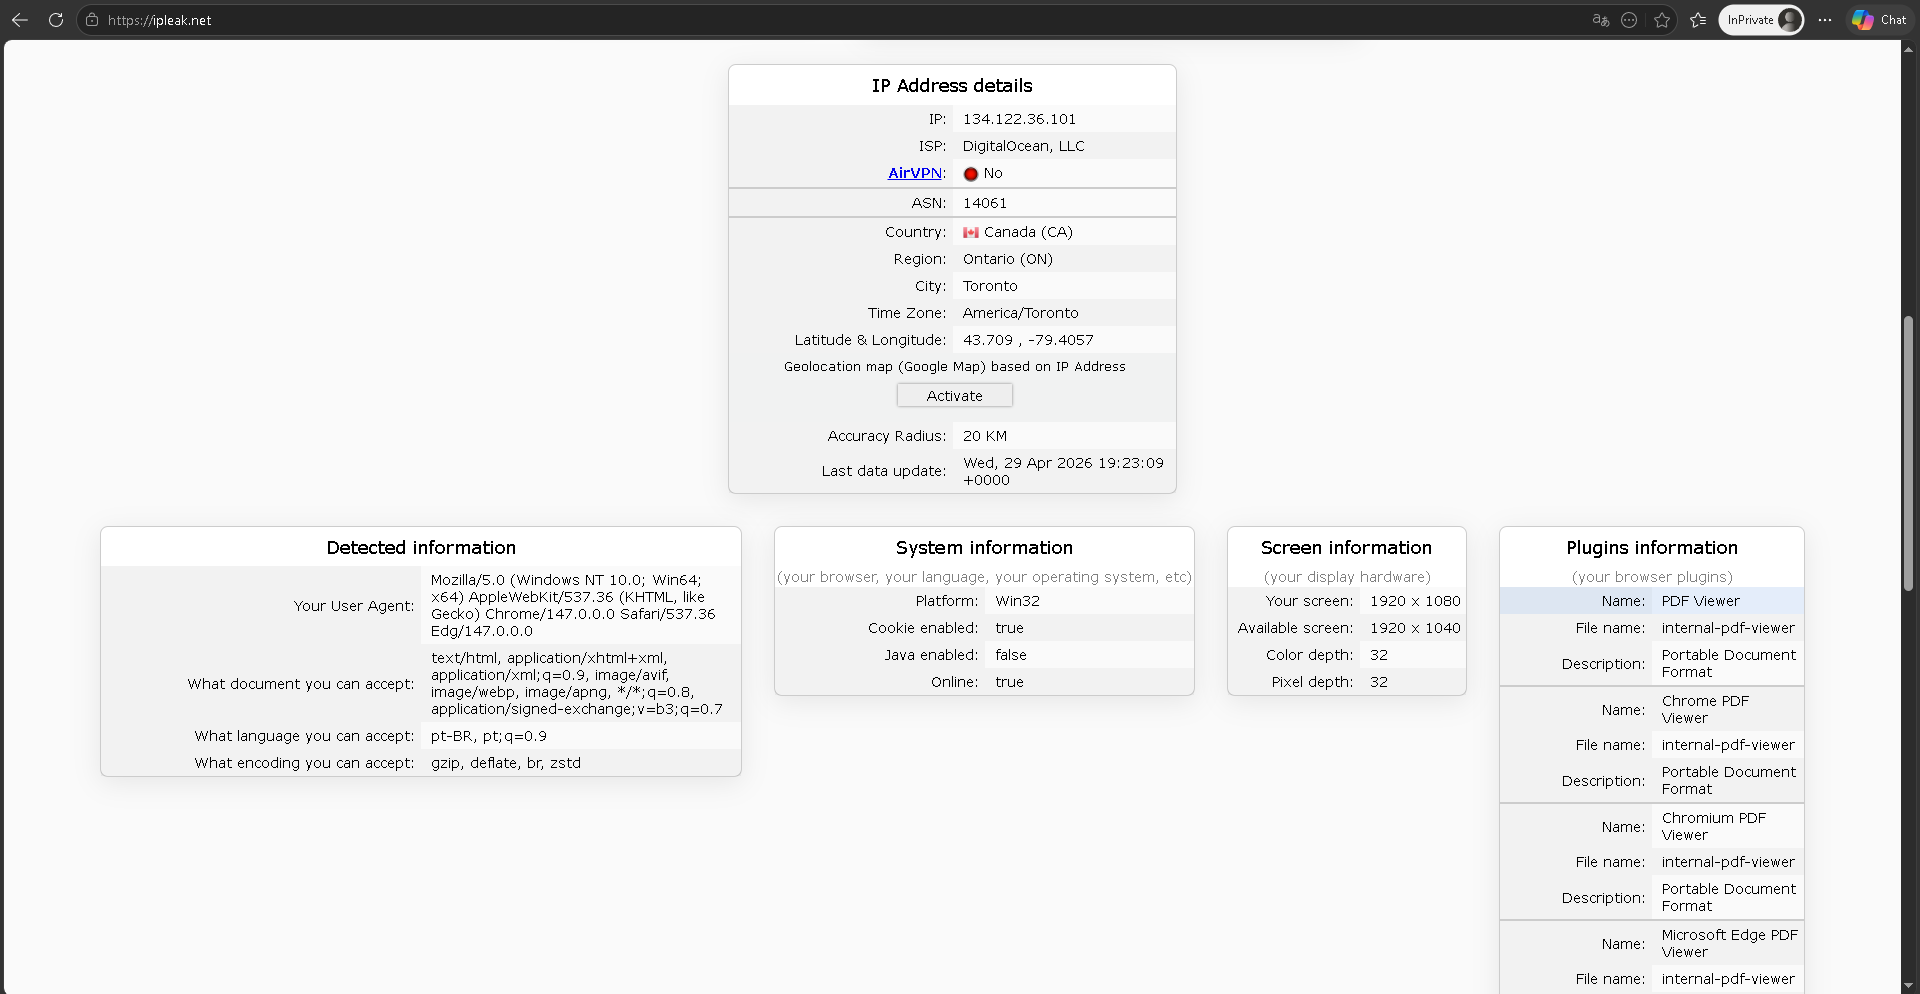 https://ipleak.net
InPrivate
Chat
IP Address details
IP: 134.122.36.101
ISP: DigitalOcean, LLC
AirVPN: No
ASN: 14061
Country: Canada (CA)
Region: Ontario (ON)
City: Toronto
Time Zone: America/Toronto
Latitude & Longitude: 43.709 , -79.4057
Geolocation map (Google Map) based on IP Address
Activate
Accuracy Radius: 20 KM
Last data update: Wed, 29 Apr 2026 19:23:09
+0000
Detected information
Your User Agent: Mozilla/5.0 (Windows NT 10.0; Win64;
x64) AppleWebKit/537.36 (KHTML, like
Gecko) Chrome/147.0.0.0 Safari/537.36
Edg/147.0.0.0
What document you can accept: text/html, application/xhtml+xml,
application/xml;q=0.9, image/avif,
image/webp, image/apng, */*;q=0.8,
application/signed-exchange;v=b3;q=0.7
What language you can accept: pt-BR, pt;q=0.9
What encoding you can accept: gzip, deflate, br, zstd
System information
(your browser, your language, your operating system, etc)
Platform: Win32
Cookie enabled: true
Java enabled: false
Online: true
Screen information
(your display hardware)
Your screen: 1920 x 1080
Available screen: 1920 x 1040
Color depth: 32
Pixel depth: 32
Plugins information
(your browser plugins)
Name: PDF Viewer
File name: internal-pdf-viewer
Description: Portable Document
Format
Name: Chrome PDF
Viewer
File name: internal-pdf-viewer
Description: Portable Document
Format
Name: Chromium PDF
Viewer
File name: internal-pdf-viewer
Description: Portable Document
Format
Name: Microsoft Edge PDF
Viewer
File name: internal-pdf-viewer